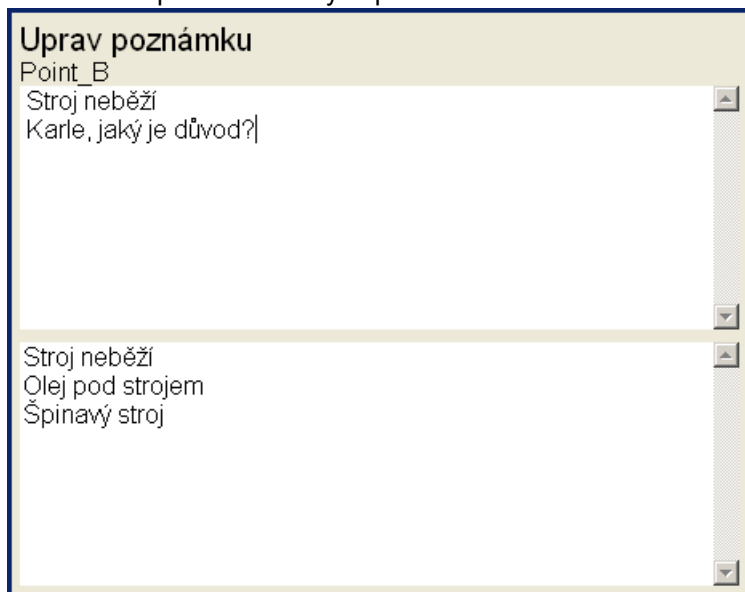 Uprav poznámku
Point_B
Stroj neběží
Karle, jaký je důvod?
Stroj neběží
Olej pod strojem
Špinavý stroj